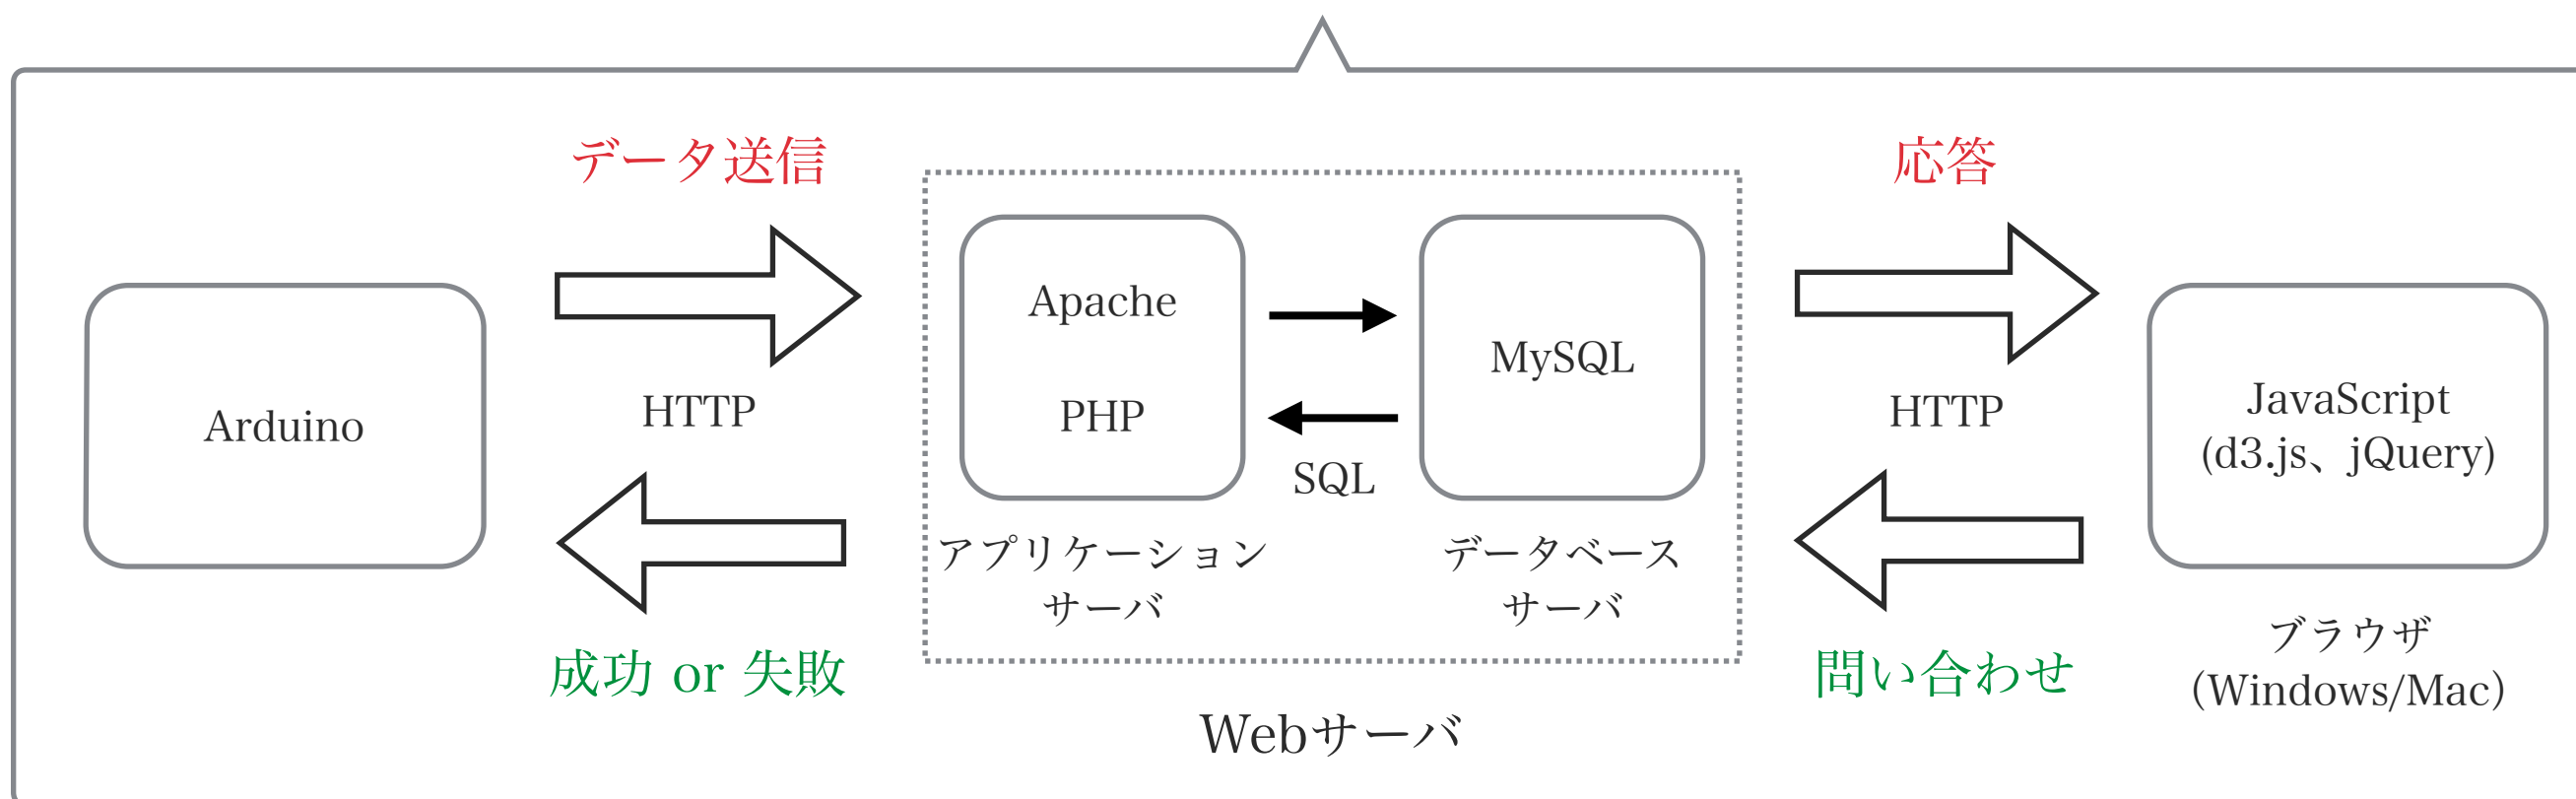 データ送信
応答
Arduino
HTTP
成功 or 失敗
Apache
PHP
SQL
MySQL
アプリケーション
サーバ
データベース
サーバ
Webサーバ
HTTP
問い合わせ
JavaScript
(d3.js、jQuery)
ブラウザ
(Windows/Mac)